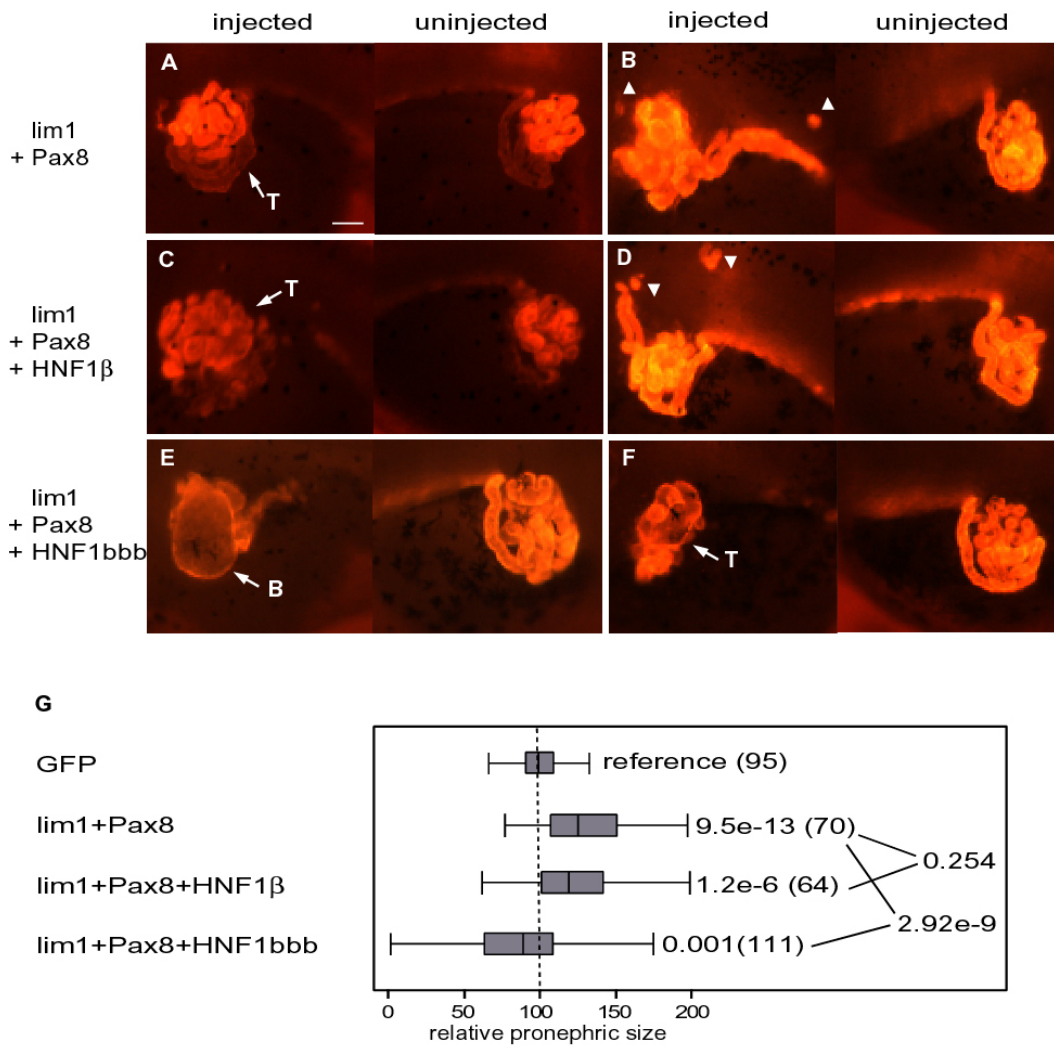 injected uninjected injected uninjected
A B
lim1
+ Pax8
T
C D
T
lim1
+ Pax8
+ HNF1β
E F
lim1
+ Pax8
+ HNF1bbb
B T
G
GFP reference (95)
lim1+Pax8 9.5e-13 (70)
0.254
lim1+Pax8+HNF1β 1.2e-6 (64)
2.92e-9
lim1+Pax8+HNF1bbb 0.001(111)
0 50 100 150 200
relative pronephric size